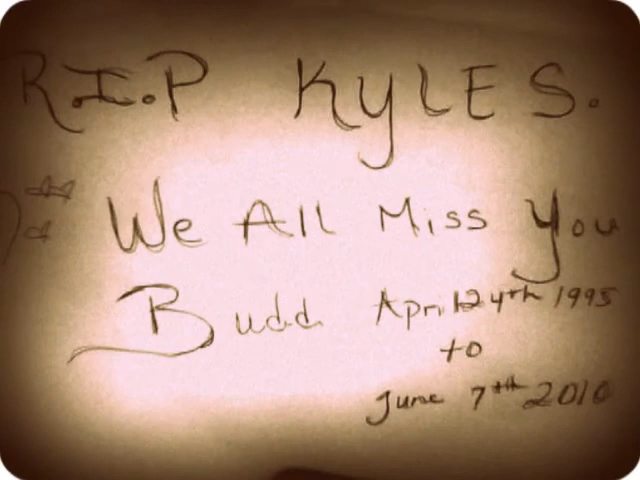 R.I.P KYLE S.
We All Miss You
Budd April 24th 1995
to
June 7th 2010